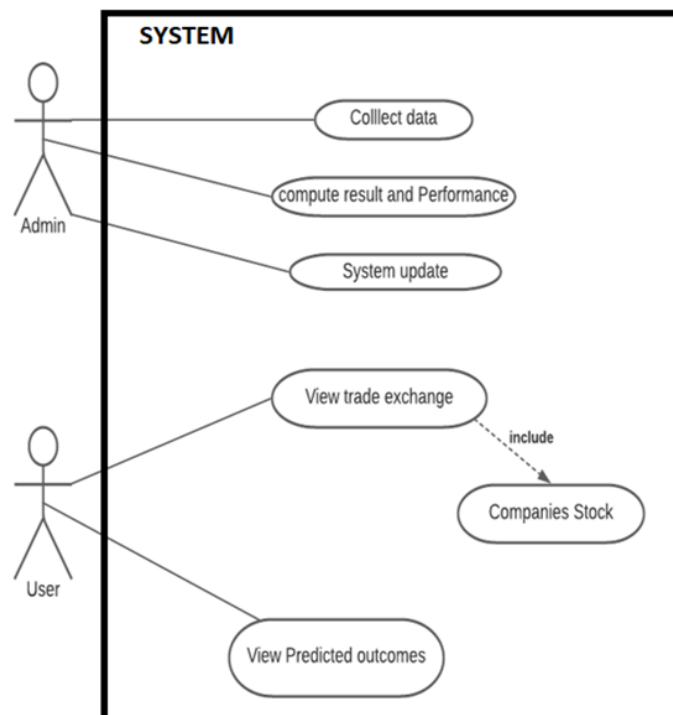 SYSTEM
Colllect data
compute result and Performance
Admin
System update
View trade exchange
include
Companies Stock
User
View Predicted outcomes